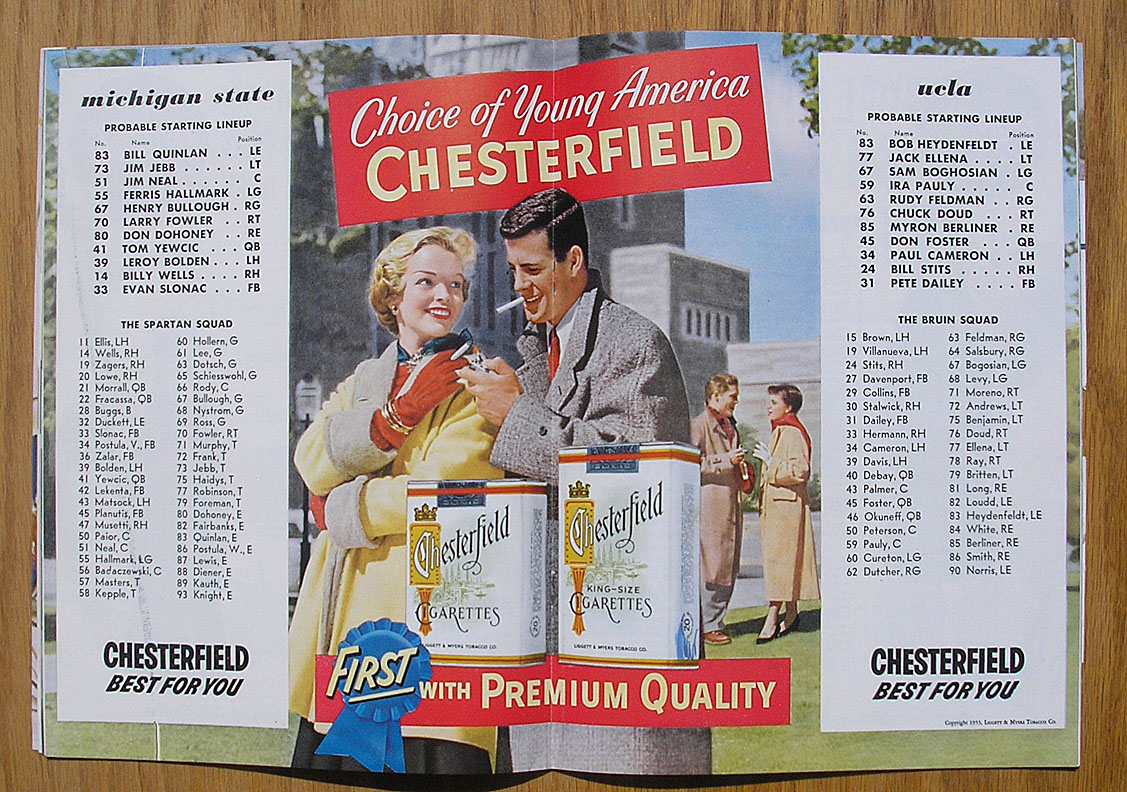 michigan state
PROBABLE STARTING LINEUP
No. Name Position
83 BILL QUINLAN . . . LE
73 JIM JEBB . . . . . . LT
51 JIM NEAL . . . . . . . C
55 FERRIS HALLMARK . LG
67 HENRY BULLOUGH . RG
70 LARRY FOWLER . . RT
80 DON DOHONEY . . RE
41 TOM YEWCIC . . . QB
39 LEROY BOLDEN . . . LH
14 BILLY WELLS . . . . RH
33 EVAN SLONAC . . . FB
THE SPARTAN SQUAD
11 Ellis, LH
14 Wells, RH
19 Zagers, RH
20 Lowe, RH
21 Morrall, QB
22 Fracassa, QB
28 Buggs, B
32 Duckett, LE
33 Slonac, FB
34 Postula, V., FB
36 Zalar, FB
39 Bolden, LH
41 Yewcic, QB
42 Lekenta, FB
43 Matsock, LH
45 Planutis, FB
47 Musetti, RH
50 Paior, C
51 Neal, C
55 Hallmark, LG
56 Badaczewski, C
57 Masters, T
58 Kepple, T
60 Hollern, G
61 Lee, G
63 Dotsch, G
65 Schiesswohl, G
66 Rody, C
67 Bullough, G
68 Nystrom, G
69 Ross, G
70 Fowler, RT
71 Murphy, T
72 Frank, T
73 Jebb, T
75 Haidys, T
77 Robinson, T
79 Foreman, T
80 Dohoney, E
82 Fairbanks, E
83 Quinlan, E
86 Postula, W., E
87 Lewis, E
88 Diener, E
89 Kauth, E
93 Knight, E
CHESTERFIELD
BEST FOR YOU
Choice of Young America
CHESTERFIELD
Chesterfield
CIGARETTES
LIGGETT & MYERS TOBACCO CO.
20
Chesterfield
KING-SIZE
CIGARETTES
LIGGETT & MYERS TOBACCO CO.
20
FIRST WITH PREMIUM QUALITY
ucla
PROBABLE STARTING LINEUP
No. Name Position
83 BOB HEYDENFELDT . LE
77 JACK ELLENA . . . . LT
67 SAM BOGHOSIAN . LG
59 IRA PAULY . . . . . C
63 RUDY FELDMAN . . RG
76 CHUCK DOUD . . . RT
85 MYRON BERLINER . RE
45 DON FOSTER . . . QB
34 PAUL CAMERON . . LH
24 BILL STITS . . . . RH
31 PETE DAILEY . . . . FB
THE BRUIN SQUAD
15 Brown, LH
19 Villanueva, LH
24 Stits, RH
27 Davenport, FB
29 Collins, FB
30 Stalwick, RH
31 Dailey, FB
33 Hermann, RH
34 Cameron, LH
39 Davis, LH
40 Debay, QB
43 Palmer, C
45 Foster, QB
46 Okuneff, QB
50 Peterson, C
59 Pauly, C
60 Cureton, LG
62 Dutcher, RG
63 Feldman, RG
64 Salsbury, RG
67 Bogosian, LG
68 Levy, LG
71 Moreno, RT
72 Andrews, LT
75 Benjamin, LT
76 Doud, RT
77 Ellena, LT
78 Ray, RT
79 Britten, LT
81 Long, RE
82 Loudd, LE
83 Heydenfeldt, LE
84 White, RE
85 Berliner, RE
86 Smith, RE
90 Norris, LE
CHESTERFIELD
BEST FOR YOU
Copyright 1953, LIGGETT & MYERS TOBACCO CO.